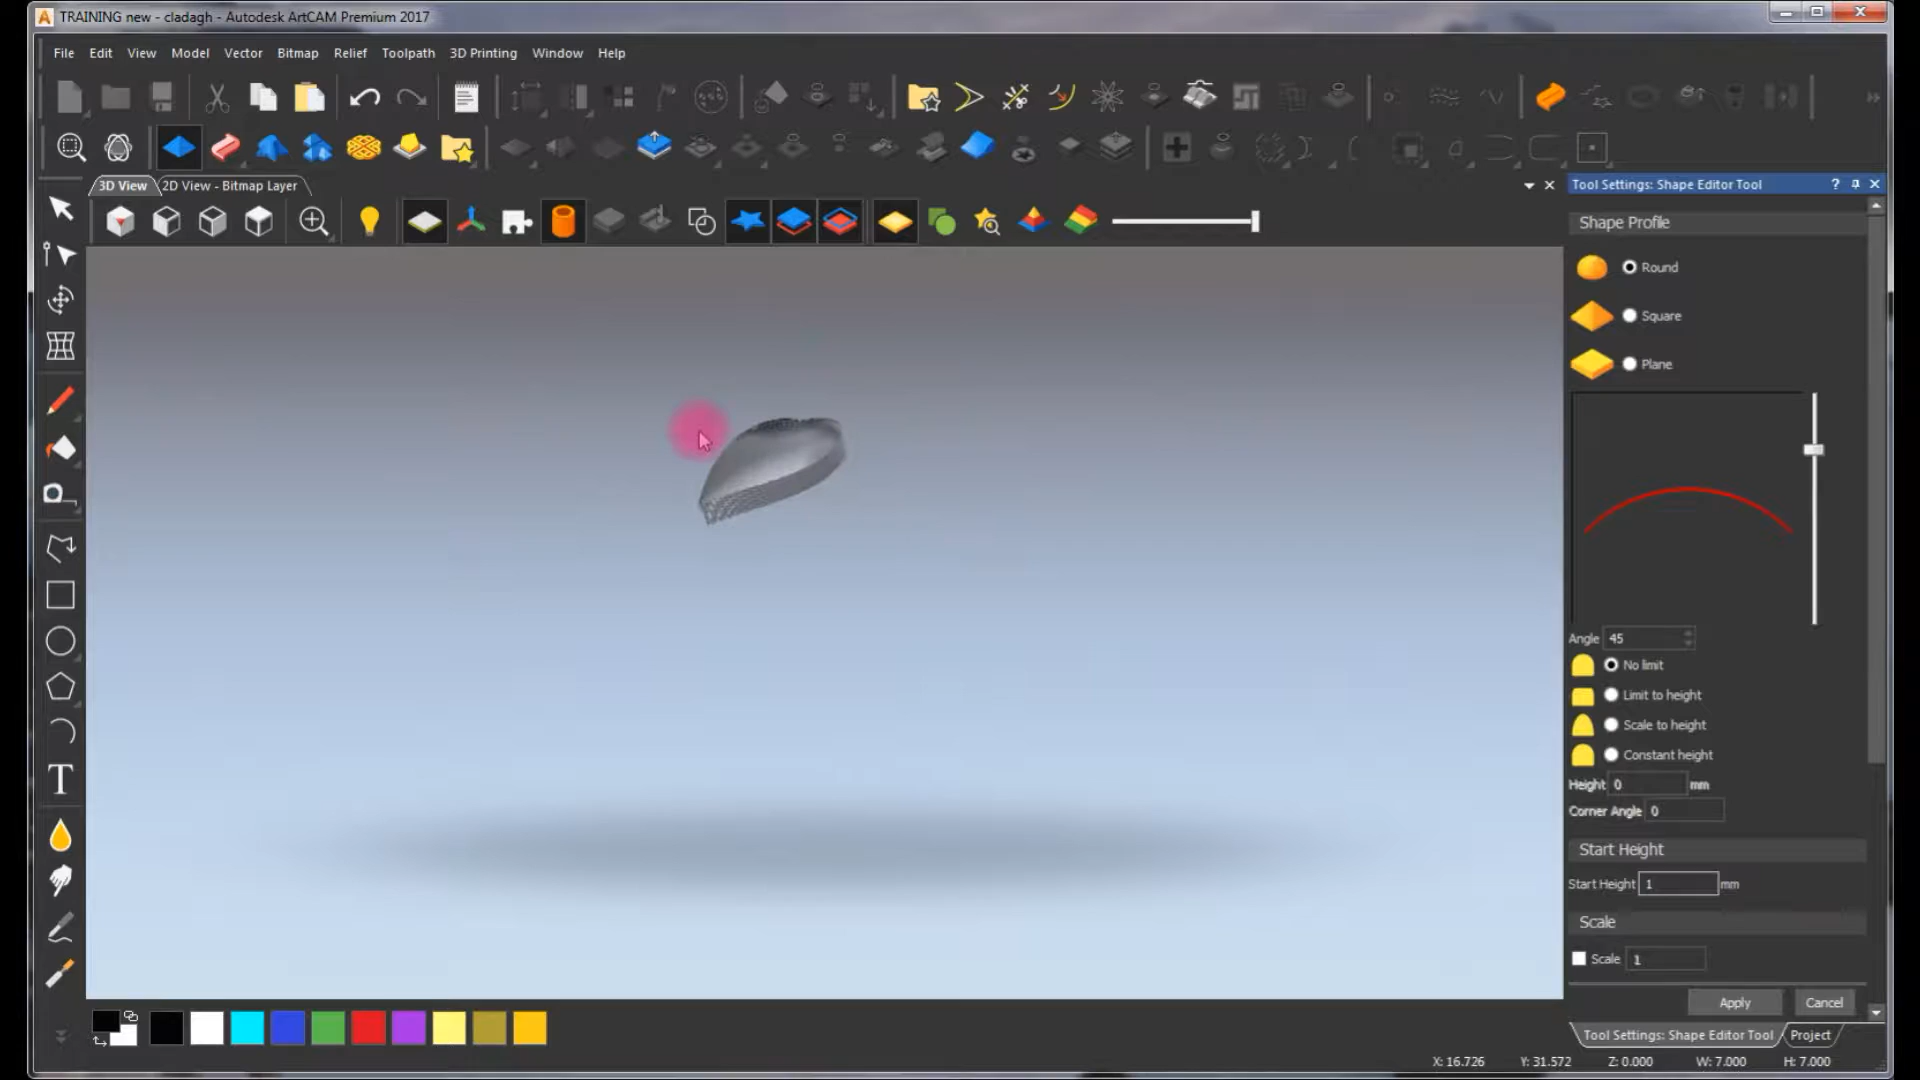 TRAINING new - cladagh - Autodesk ArtCAM Premium 2017
File Edit View Model Vector Bitmap Relief Toolpath 3D Printing Window Help
3D View 2D View - Bitmap Layer
Tool Settings: Shape Editor Tool
Shape Profile
Round
Square
Plane
Angle 45
No limit
Limit to height
Scale to height
Constant height
Height 0 mm
Corner Angle 0
Start Height
Start Height 1 mm
Scale
Scale 1
Apply Cancel
Tool Settings: Shape Editor Tool Project
X: 16.726 Y: 31.572 Z: 0.000 W: 7.000 H: 7.000